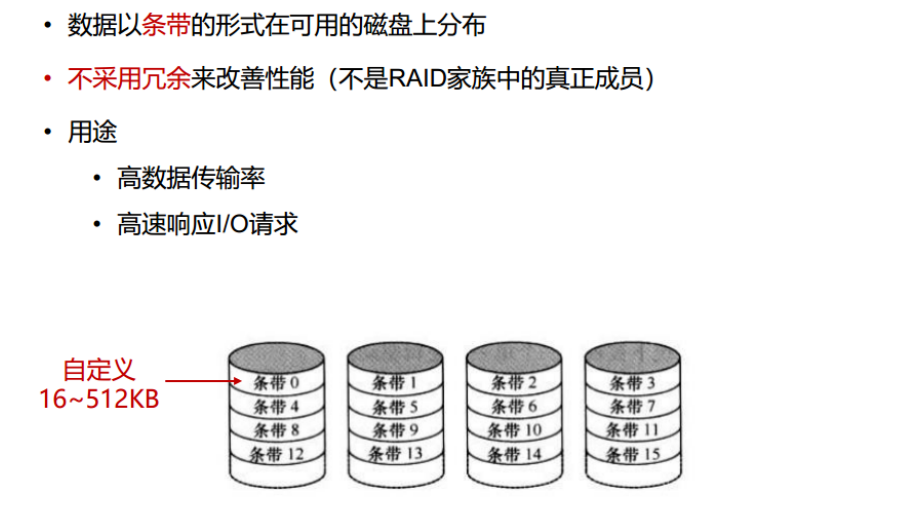 • 数据以条带的形式在可用的磁盘上分布
• 不采用冗余来改善性能（不是RAID家族中的真正成员）
• 用途
• 高数据传输率
• 高速响应I/O请求
自定义
16~512KB
条带 0
条带 1
条带 2
条带 3
条带 4
条带 5
条带 6
条带 7
条带 8
条带 9
条带 10
条带 11
条带 12
条带 13
条带 14
条带 15